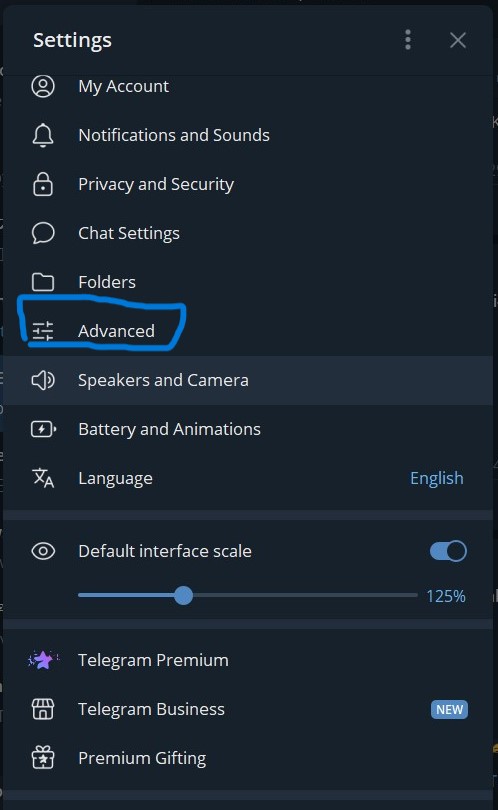 Settings
My Account
Notifications and Sounds
Privacy and Security
Chat Settings
Folders
Advanced
Speakers and Camera
Battery and Animations
Language English
Default interface scale
125%
Telegram Premium
Telegram Business NEW
Premium Gifting